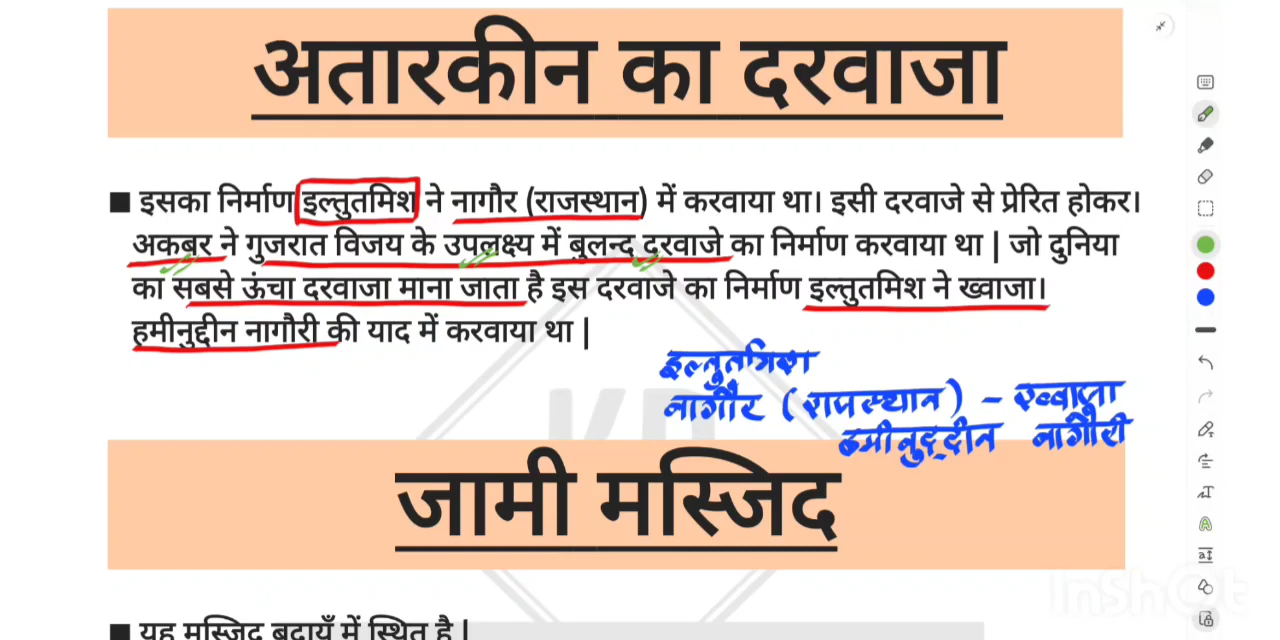 अतारकीन का दरवाजा
■ इसका निर्माण इल्तुतमिश ने नागौर (राजस्थान) में करवाया था। इसी दरवाजे से प्रेरित होकर।
अकबर ने गुजरात विजय के उपलक्ष्य में बुलन्द दरवाजे का निर्माण करवाया था | जो दुनिया
का सबसे ऊंचा दरवाजा माना जाता है इस दरवाजे का निर्माण इल्तुतमिश ने ख्वाजा।
हमीनुद्दीन नागौरी की याद में करवाया था |
इल्तुतमिश
नागौर (राजस्थान) - ख्वाजा
हमीनुद्दीन नागौरी
जामी मस्जिद
■ यह मस्जिद बदायूँ में स्थित है |
InShOt